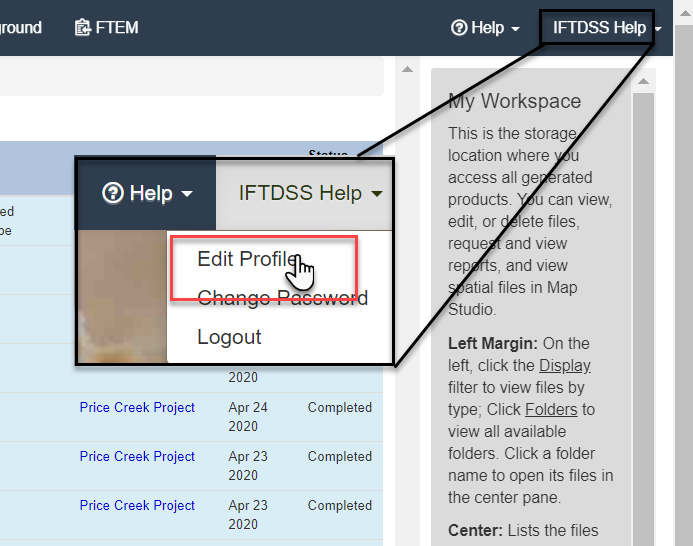 ground FTEM Help IFTDSS Help
Status
My Workspace
This is the storage
location where you
access all generated
products. You can view,
edit, or delete files,
request and view
reports, and view
spatial files in Map
Studio.
Left Margin: On the
left, click the Display
filter to view files by
type; Click Folders to
view all available
folders. Click a folder
name to open its files in
the center pane.
Center: Lists the files
Help IFTDSS Help
Edit Profile
Change Password
Logout
ed
pe
2020
Price Creek Project Apr 24 Completed
2020
Price Creek Project Apr 23 Completed
2020
Price Creek Project Apr 23 Completed
2020